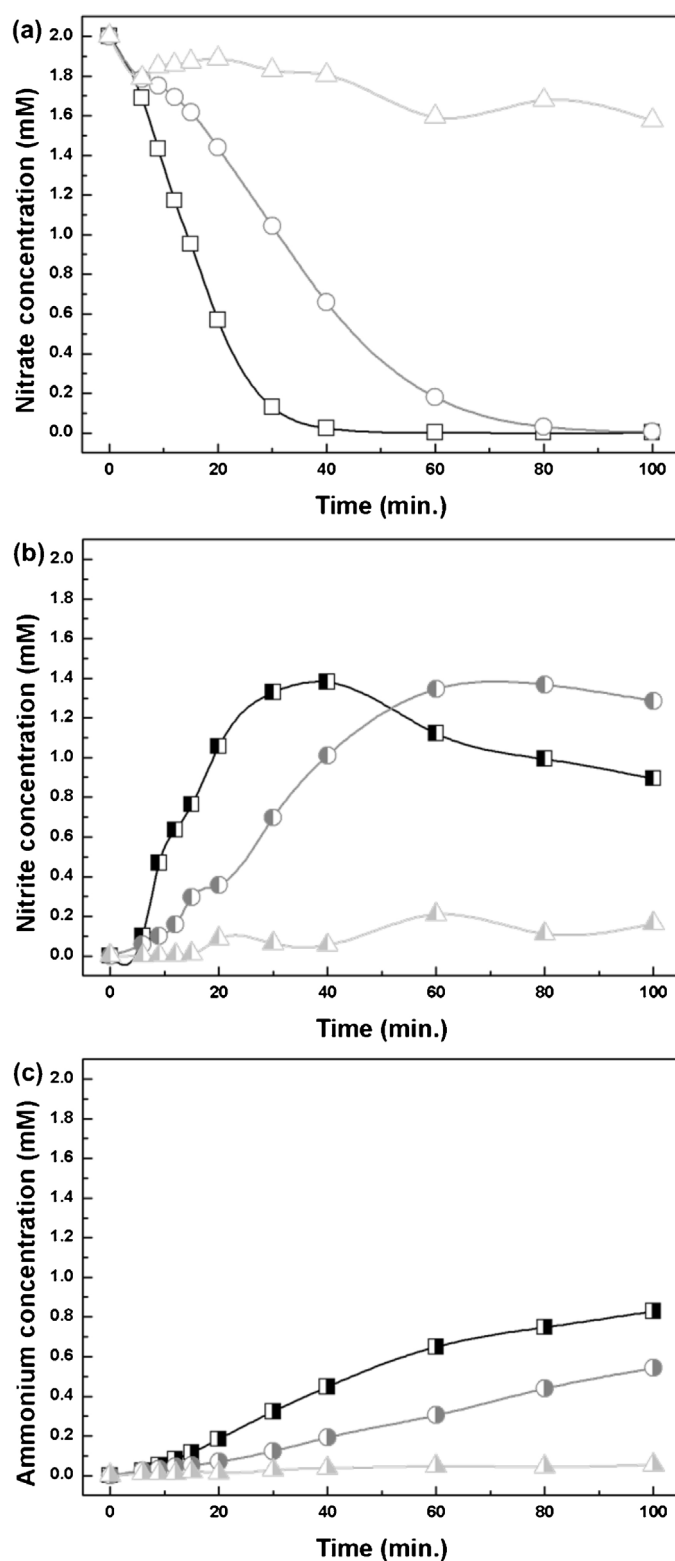 (a)
Nitrate concentration (mM)
2.0
1.8
1.6
1.4
1.2
1.0
0.8
0.6
0.4
0.2
0.0
0 20 40 60 80 100
Time (min.)
(b)
Nitrite concentration (mM)
2.0
1.8
1.6
1.4
1.2
1.0
0.8
0.6
0.4
0.2
0.0
0 20 40 60 80 100
Time (min.)
(c)
Ammonium concentration (mM)
2.0
1.8
1.6
1.4
1.2
1.0
0.8
0.6
0.4
0.2
0.0
0 20 40 60 80 100
Time (min.)